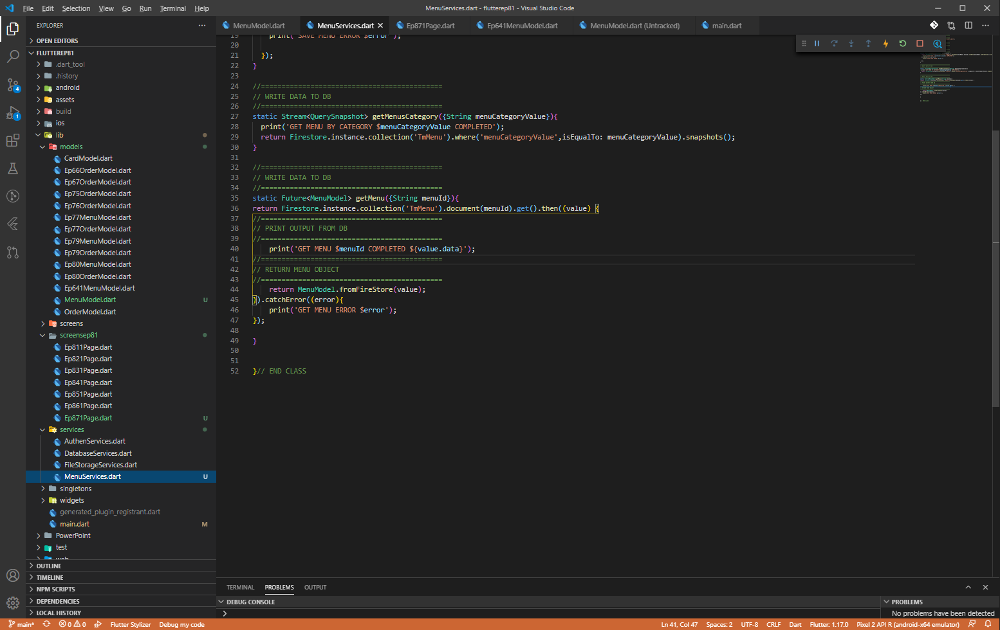 File Edit Selection View Go Run Terminal Help MenuServices.dart - flutterep81 - Visual Studio Code
EXPLORER
OPEN EDITORS
FLUTTEREP81
.dart_tool
.history
android
assets
build
ios
lib
models
CardModel.dart
Ep66OrderModel.dart
Ep67OrderModel.dart
Ep75OrderModel.dart
Ep76OrderModel.dart
Ep77MenuModel.dart
Ep77OrderModel.dart
Ep79MenuModel.dart
Ep79OrderModel.dart
Ep80MenuModel.dart
Ep80OrderModel.dart
Ep641MenuModel.dart
MenuModel.dart U
OrderModel.dart
screens
screensep81
Ep811Page.dart
Ep821Page.dart
Ep831Page.dart
Ep841Page.dart
Ep851Page.dart
Ep861Page.dart
Ep871Page.dart U
services
AuthenServices.dart
DatabaseServices.dart
FileStorageServices.dart
MenuServices.dart U
singletons
widgets
generated_plugin_registrant.dart
main.dart M
PowerPoint
test
web
OUTLINE
TIMELINE
NPM SCRIPTS
DEPENDENCIES
LOCAL HISTORY
4
1
MenuModel.dart MenuServices.dart Ep871Page.dart Ep641MenuModel.dart MenuModel.dart (Untracked) main.dart
19 print('SAVE MENU ERROR $error');
20
21 });
22 }
23
24 //============================================
25 // WRITE DATA TO DB
26 //============================================
27 static Stream<QuerySnapshot> getMenusCategory({String menuCategoryValue}){
28 print('GET MENU BY CATEGORY $menuCategoryValue COMPLETED');
29 return Firestore.instance.collection('TmMenu').where('menuCategoryValue',isEqualTo: menuCategoryValue).snapshots();
30 }
31
32 //============================================
33 // WRITE DATA TO DB
34 //============================================
35 static Future<MenuModel> getMenu({String menuId}){
36 return Firestore.instance.collection('TmMenu').document(menuId).get().then((value) {
37 //============================================
38 // PRINT OUTPUT FROM DB
39 //============================================
40 print('GET MENU $menuId COMPLETED ${value.data}');
41 //============================================
42 // RETURN MENU OBJECT
43 //============================================
44 return MenuModel.fromFireStore(value);
45 }).catchError((error){
46 print('GET MENU ERROR $error');
47 });
48
49 }
50
51
52 }// END CLASS
TERMINAL PROBLEMS OUTPUT
DEBUG CONSOLE
PROBLEMS
No problems have been detected
main* 0 0 Flutter Stylizer Debug my code Ln 41, Col 47 Spaces: 2 UTF-8 CRLF Dart Flutter: 1.17.0 Pixel 2 API R (android-x64 emulator)